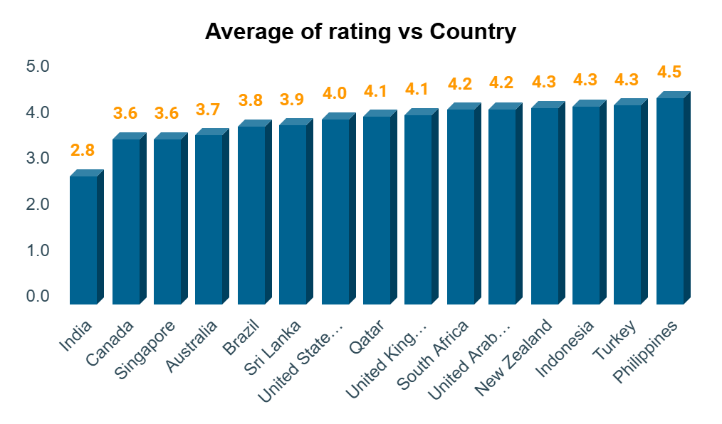 Average of rating vs Country
5.0
4.0
3.0
2.0
1.0
0.0
2.8
3.6
3.6
3.7
3.8
3.9
4.0
4.1
4.1
4.2
4.2
4.3
4.3
4.3
4.5
India
Canada
Singapore
Australia
Brazil
Sri Lanka
United State…
Qatar
United King…
South Africa
United Arab…
New Zealand
Indonesia
Turkey
Philippines